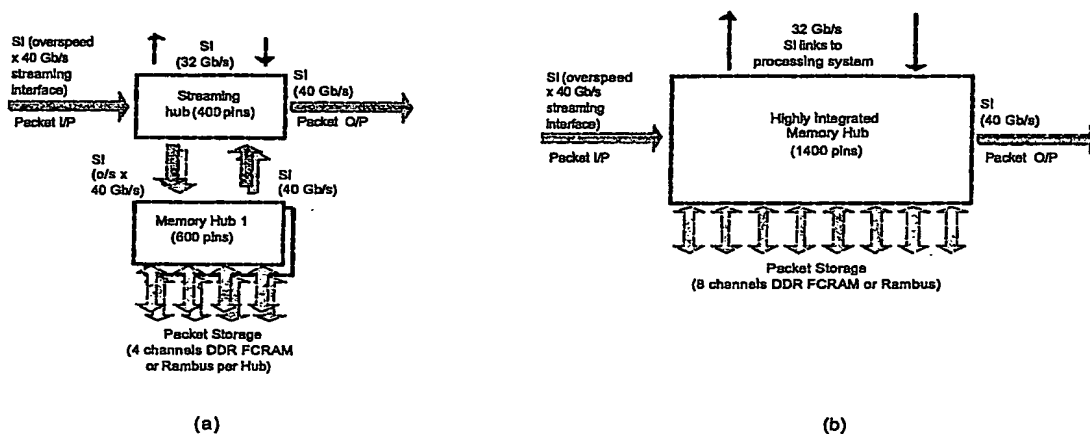 SI (overspeed
x 40 Gb/s
streaming
interface)
Packet I/P
SI
(32 Gb/s)
Streaming
hub (400 pins)
SI
(40 Gb/s)
Packet O/P
SI
(o/s x
40 Gb/s)
SI
(40 Gb/s)
Memory Hub 1
(600 pins)
Packet Storage
(4 channels DDR FCRAM
or Rambus per Hub)
(a)
32 Gb/s
SI links to
processing system
SI (overspeed
x 40 Gb/s
streaming
interface)
Packet I/P
Highly Integrated
Memory Hub
(1400 pins)
SI
(40 Gb/s)
Packet O/P
Packet Storage
(8 channels DDR FCRAM or Rambus)
(b)